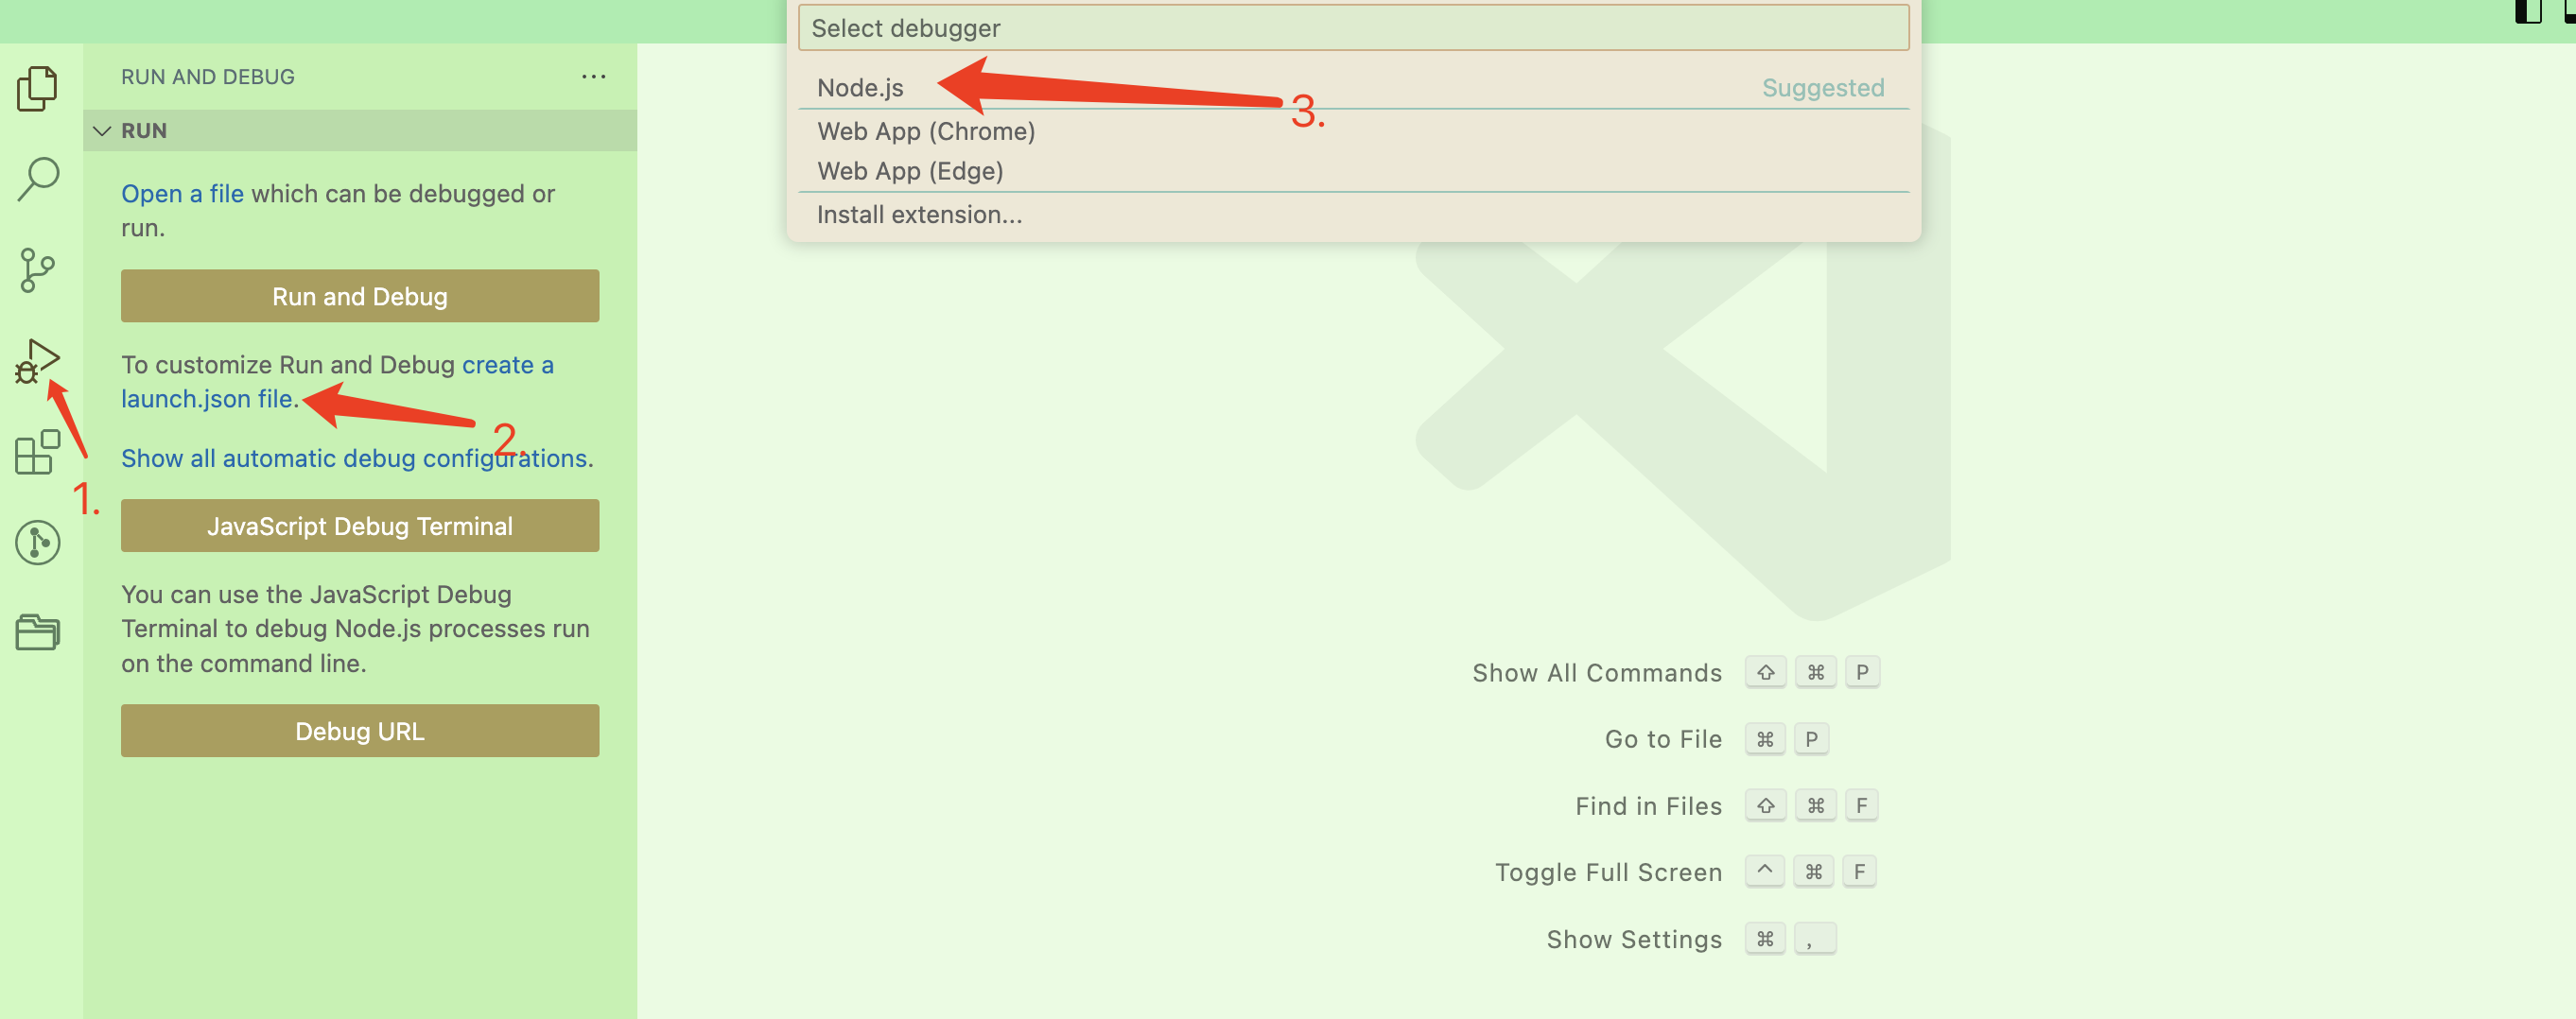 Select debugger
Node.js
Suggested
3.
Web App (Chrome)
Web App (Edge)
Install extension...
RUN AND DEBUG
RUN
Open a file which can be debugged or
run.
Run and Debug
To customize Run and Debug create a
launch.json file.
2.
Show all automatic debug configurations.
1.
JavaScript Debug Terminal
You can use the JavaScript Debug
Terminal to debug Node.js processes run
on the command line.
Debug URL
Show All Commands ⇧ ⌘ P
Go to File ⌘ P
Find in Files ⇧ ⌘ F
Toggle Full Screen ^ ⌘ F
Show Settings ⌘ ,